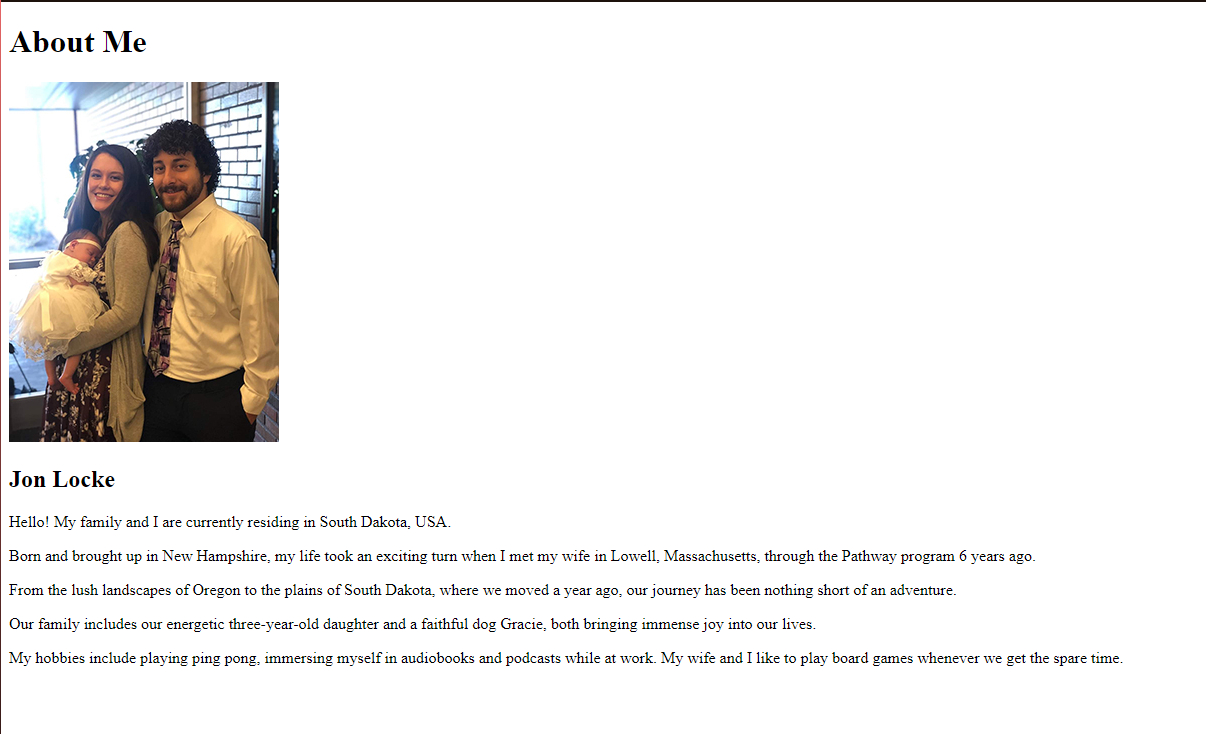 About Me
Jon Locke
Hello! My family and I are currently residing in South Dakota, USA.
Born and brought up in New Hampshire, my life took an exciting turn when I met my wife in Lowell, Massachusetts, through the Pathway program 6 years ago.
From the lush landscapes of Oregon to the plains of South Dakota, where we moved a year ago, our journey has been nothing short of an adventure.
Our family includes our energetic three-year-old daughter and a faithful dog Gracie, both bringing immense joy into our lives.
My hobbies include playing ping pong, immersing myself in audiobooks and podcasts while at work. My wife and I like to play board games whenever we get the spare time.